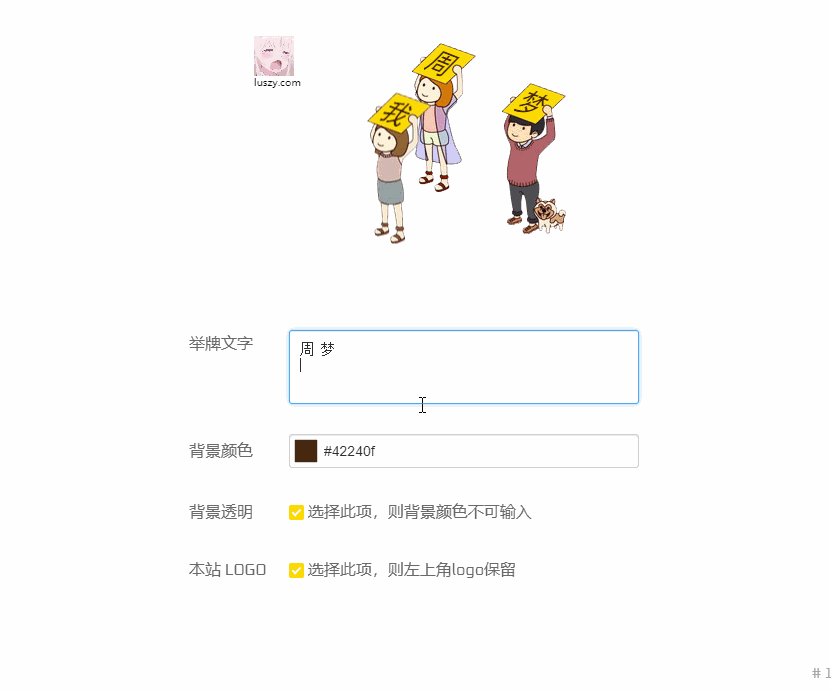 luszy.com
周
我
梦
举牌文字
周 梦
背景颜色
#42240f
背景透明
选择此项，则背景颜色不可输入
本站 LOGO
选择此项，则左上角logo保留
# 1